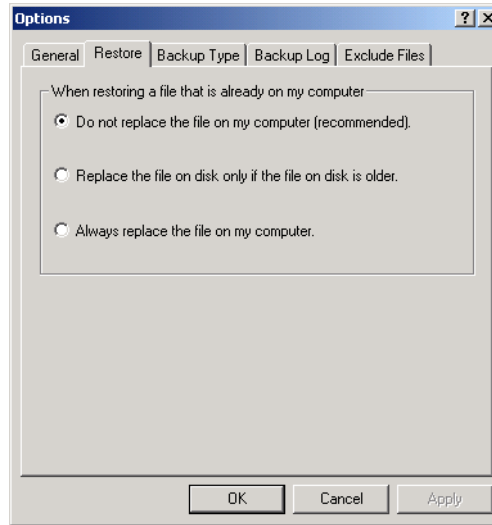 Options
General Restore Backup Type Backup Log Exclude Files
When restoring a file that is already on my computer
Do not replace the file on my computer (recommended).
Replace the file on disk only if the file on disk is older.
Always replace the file on my computer.
OK Cancel Apply